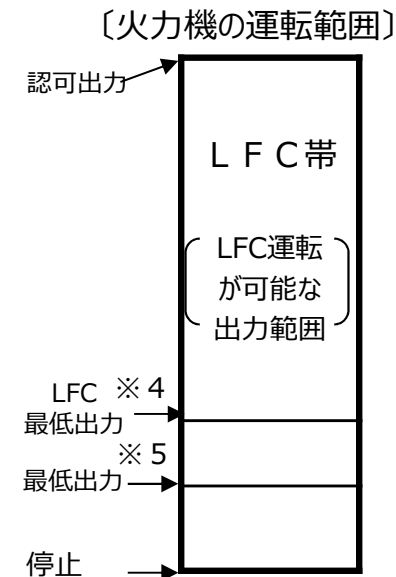 〔火力機の運転範囲〕
認可出力
ＬＦＣ帯
LFC運転
が可能な
出力範囲
LFC ※４
最低出力
※５
最低出力
停止